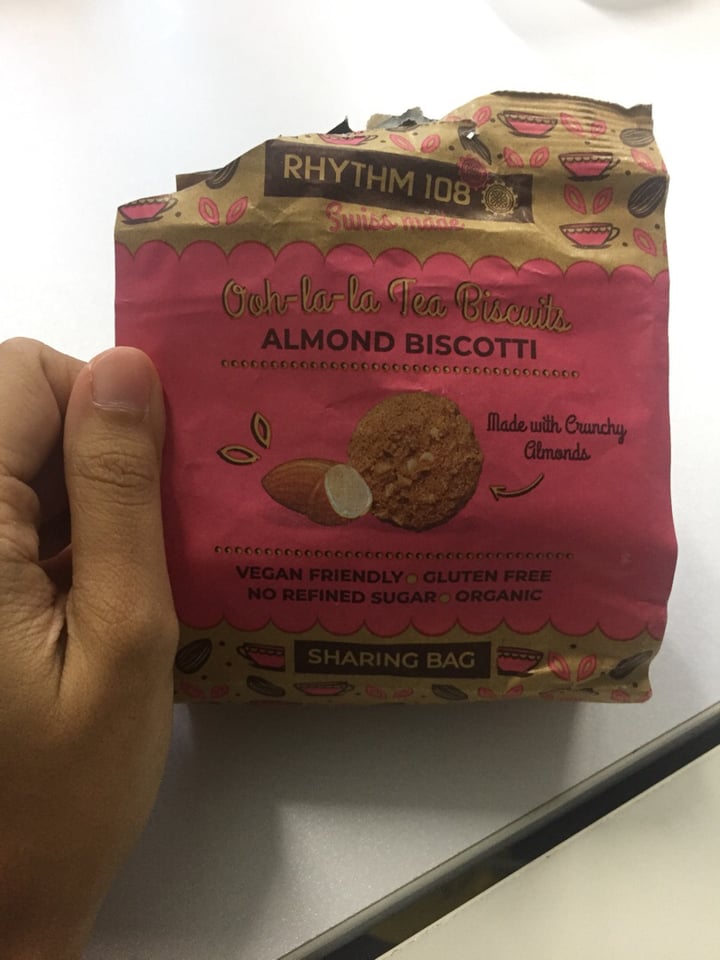 RHYTHM 108
Swiss made
Ooh-la-la Tea Biscuits
ALMOND BISCOTTI
Made with Crunchy
Almonds
VEGAN FRIENDLY GLUTEN FREE
NO REFINED SUGAR ORGANIC
SHARING BAG